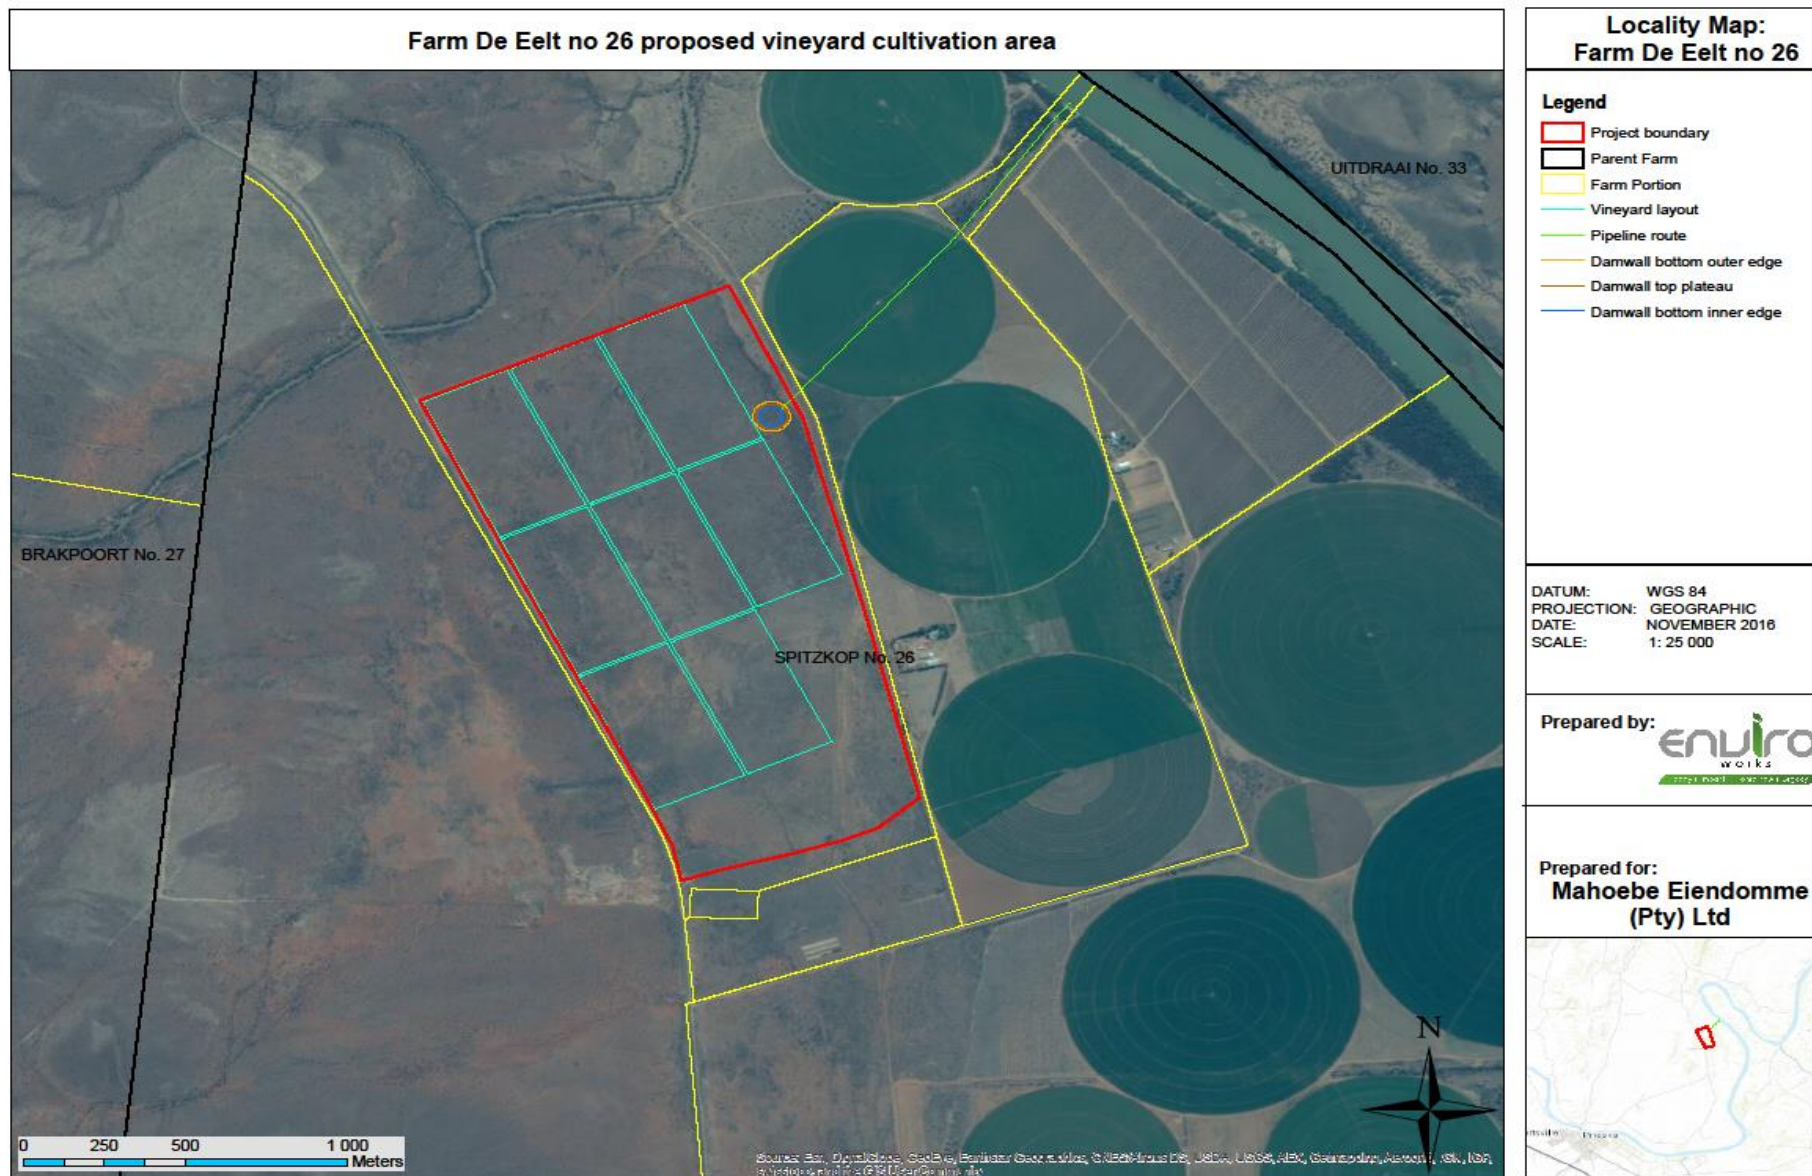 Farm De Eelt no 26 proposed vineyard cultivation area
UITDRAAI No. 33
BRAKPOORT No. 27
SPITZKOP No. 26
N
0 250 500 1 000
Meters
Locality Map:
Farm De Eelt no 26
Legend
Project boundary
Parent Farm
Farm Portion
Vineyard layout
Pipeline route
Damwall bottom outer edge
Damwall top plateau
Damwall bottom inner edge
DATUM: WGS 84
PROJECTION: GEOGRAPHIC
DATE: NOVEMBER 2016
SCALE: 1: 25 000
Prepared by:
enviro
works
Prepared for:
Mahoebe Eiendomme
(Pty) Ltd
Prieska